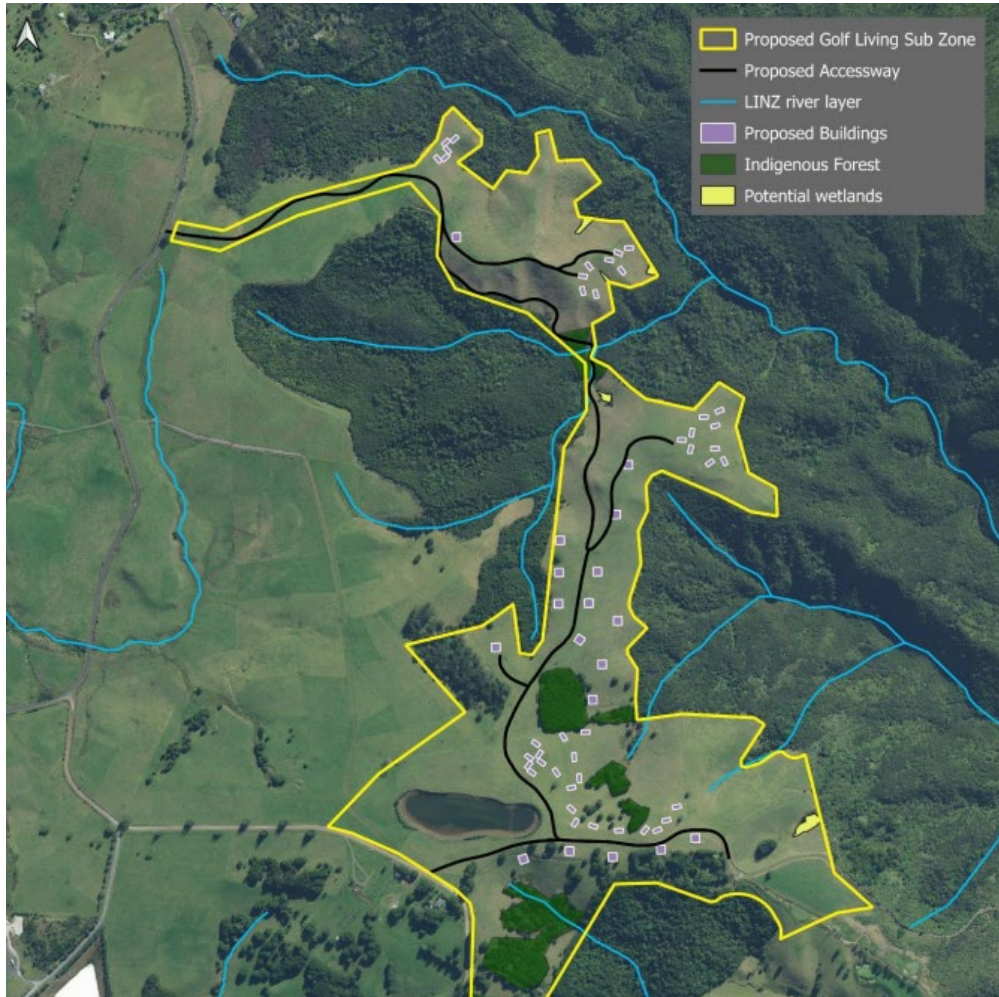 Proposed Golf Living Sub Zone
Proposed Accessway
LINZ river layer
Proposed Buildings
Indigenous Forest
Potential wetlands